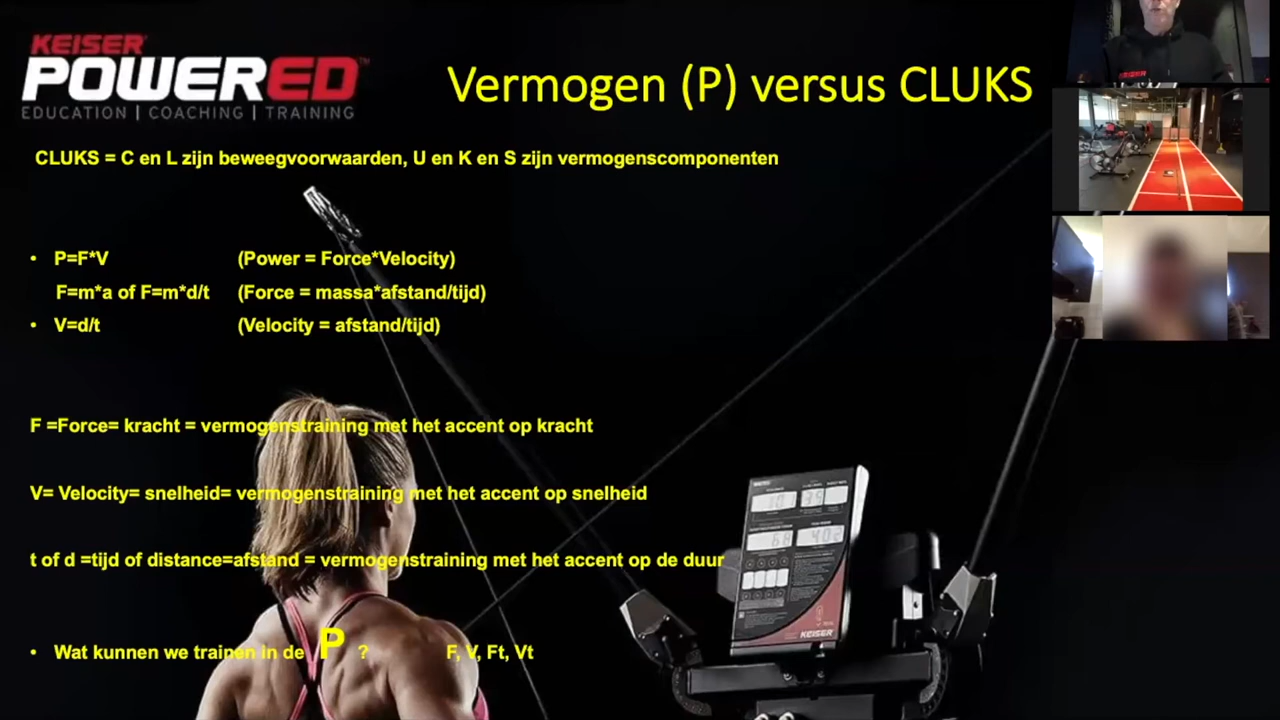 KEISER
POWERED™
EDUCATION | COACHING | TRAINING
Vermogen (P) versus CLUKS
CLUKS = C en L zijn beweegvoorwaarden, U en K en S zijn vermogenscomponenten
• P=F*V (Power = Force*Velocity)
F=m*a of F=m*d/t (Force = massa*afstand/tijd)
• V=d/t (Velocity = afstand/tijd)
F =Force= kracht = vermogenstraining met het accent op kracht
V= Velocity= snelheid= vermogenstraining met het accent op snelheid
t of d =tijd of distance=afstand = vermogenstraining met het accent op de duur
• Wat kunnen we trainen in de P ? F, V, Ft, Vt
KEISER
KEISER